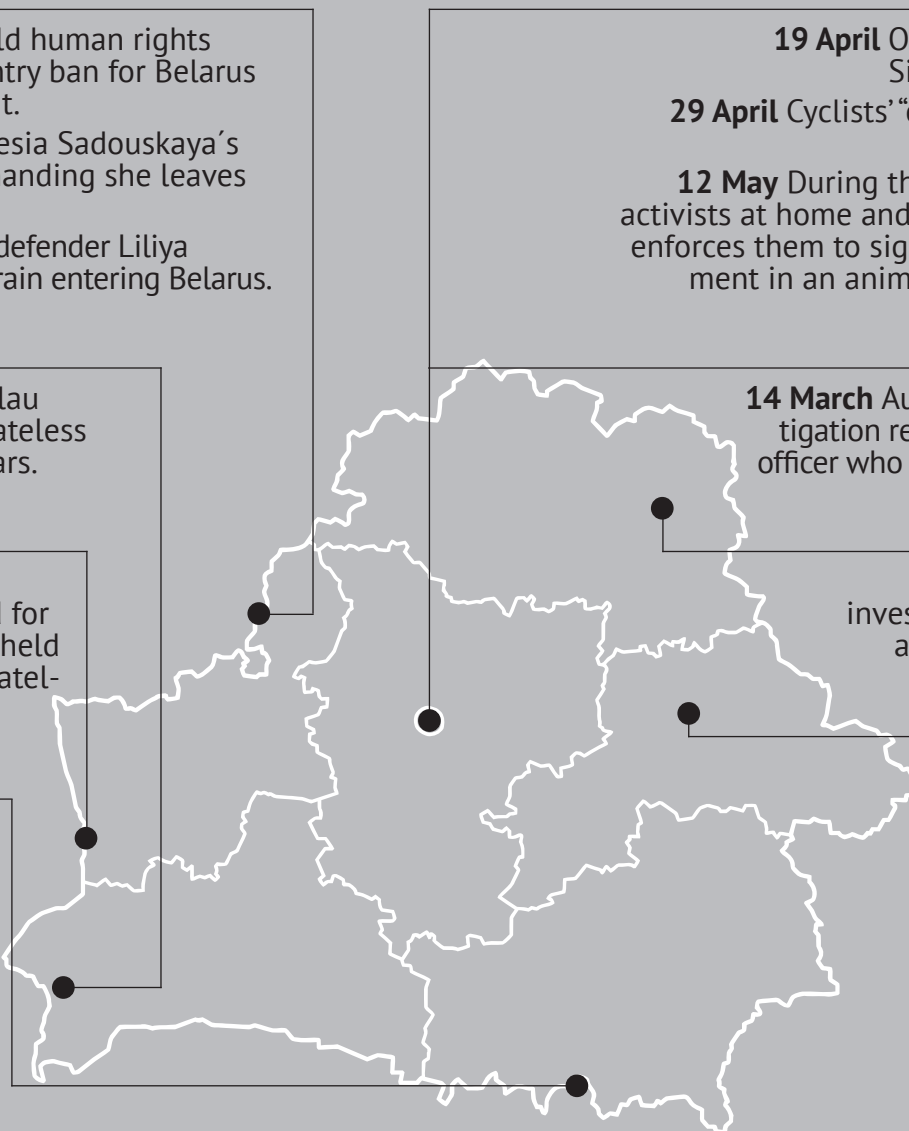 ld human rights
ntry ban for Belarus
t.
esia Sadouskaya´s
anding she leaves
defender Liliya
rain entering Belarus.
lau
ateless
ars.
d for
held
atel-
19 April O
Si
29 April Cyclists’ “
12 May During th
activists at home and
enforces them to sig
ment in an anim
14 March Au
tigation re
officer who
inves
a